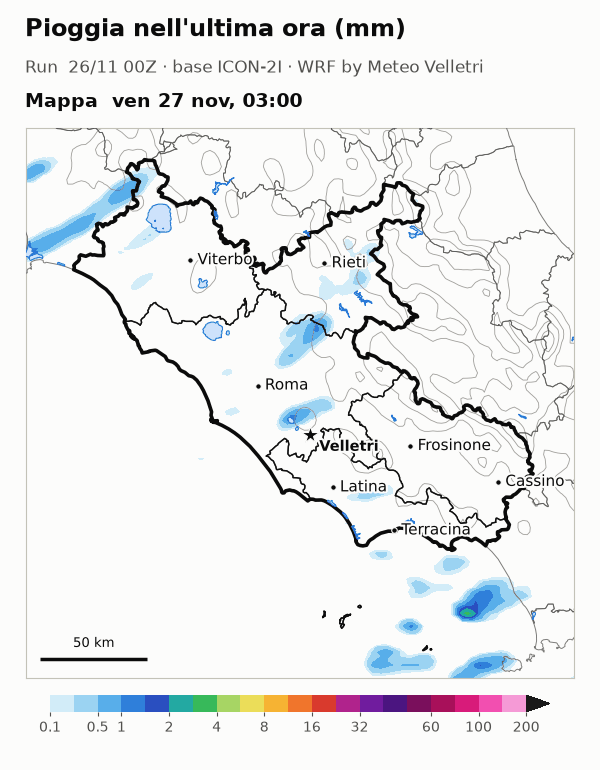 Pioggia nell'ultima ora (mm)
Run  26/11 00Z · base ICON-2I · WRF by Meteo Velletri
Mappa  ven 27 nov, 03:00
Viterbo
Rieti
Roma
Velletri
Frosinone
Cassino
Latina
Terracina
50 km
0.1 0.5 1 2 4 8 16 32 60 100 200